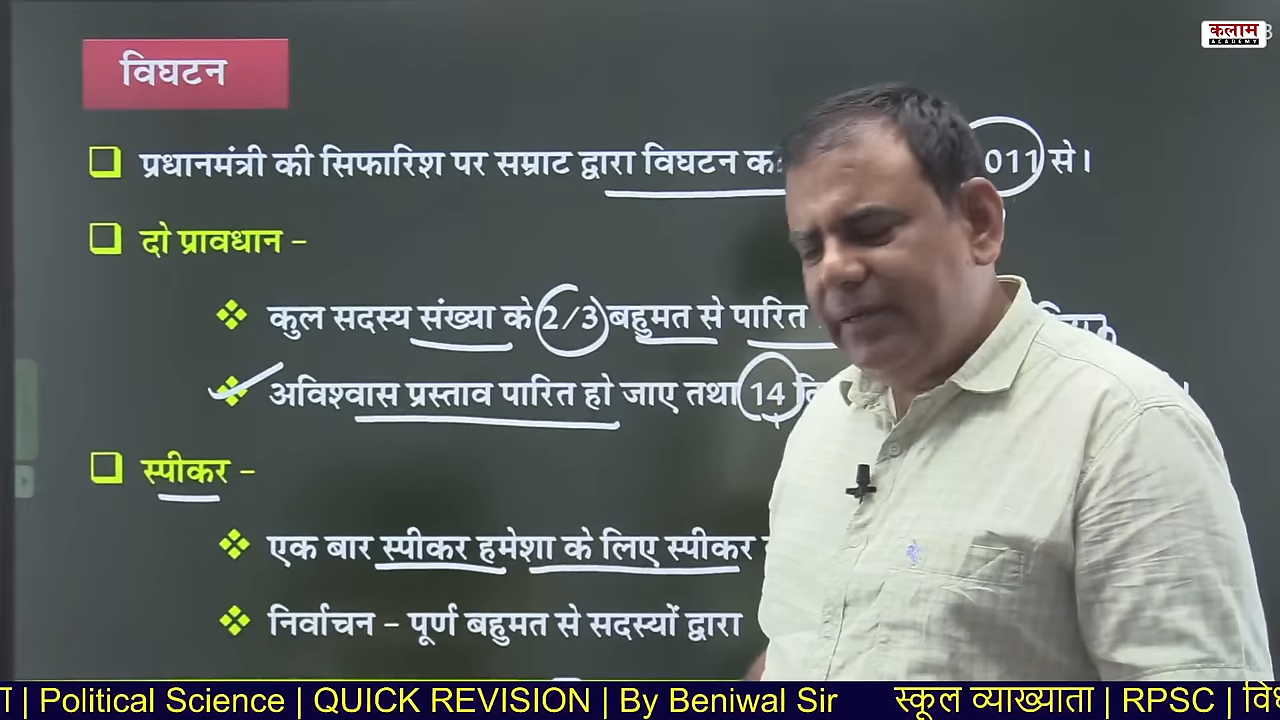 कलाम
ACADEMY
विघटन
प्रधानमंत्री की सिफारिश पर सम्राट द्वारा विघटन 011 से।
दो प्रावधान –
कुल सदस्य संख्या के 2/3 बहुमत से पारित
अविश्वास प्रस्ताव पारित हो जाए तथा 14
स्पीकर –
एक बार स्पीकर हमेशा के लिए स्पीकर
निर्वाचन – पूर्ण बहुमत से सदस्यों द्वारा
| Political Science | QUICK REVISION | By Beniwal Sir स्कूल व्याख्याता | RPSC |